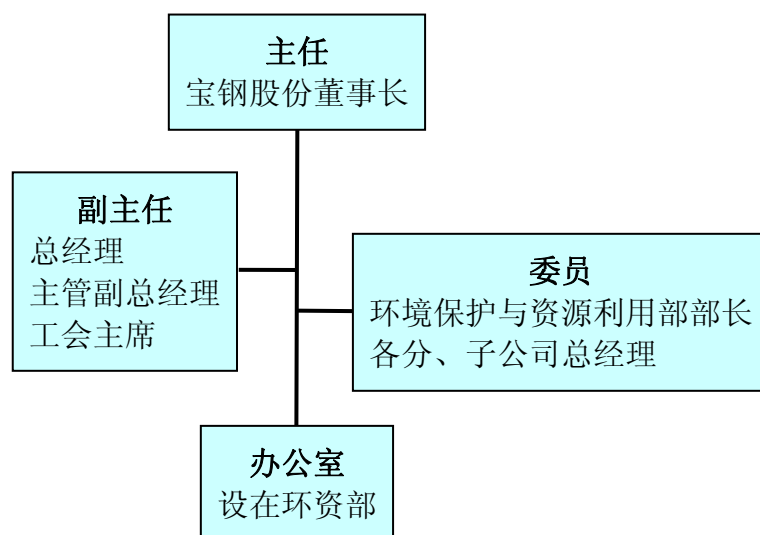 主任
宝钢股份董事长
副主任
总经理
主管副总经理
工会主席
委员
环境保护与资源利用部部长
各分、子公司总经理
办公室
设在环资部